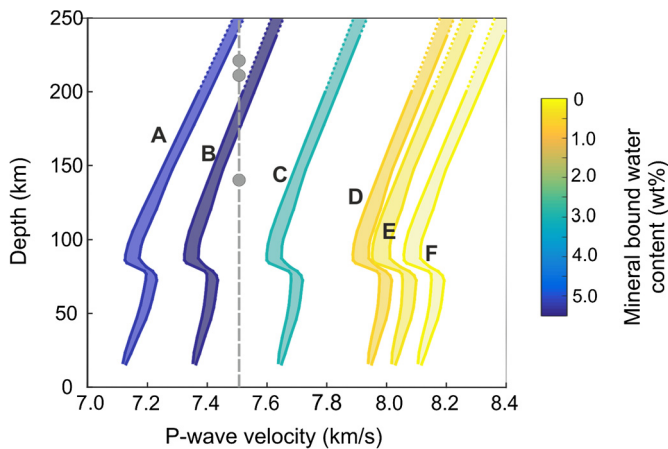 250
200
150
100
50
0
Depth (km)
7.0 7.2 7.4 7.6 7.8 8.0 8.2 8.4
P-wave velocity (km/s)
A
B
C
D
E
F
0
1.0
2.0
3.0
4.0
5.0
Mineral bound water
content (wt%)